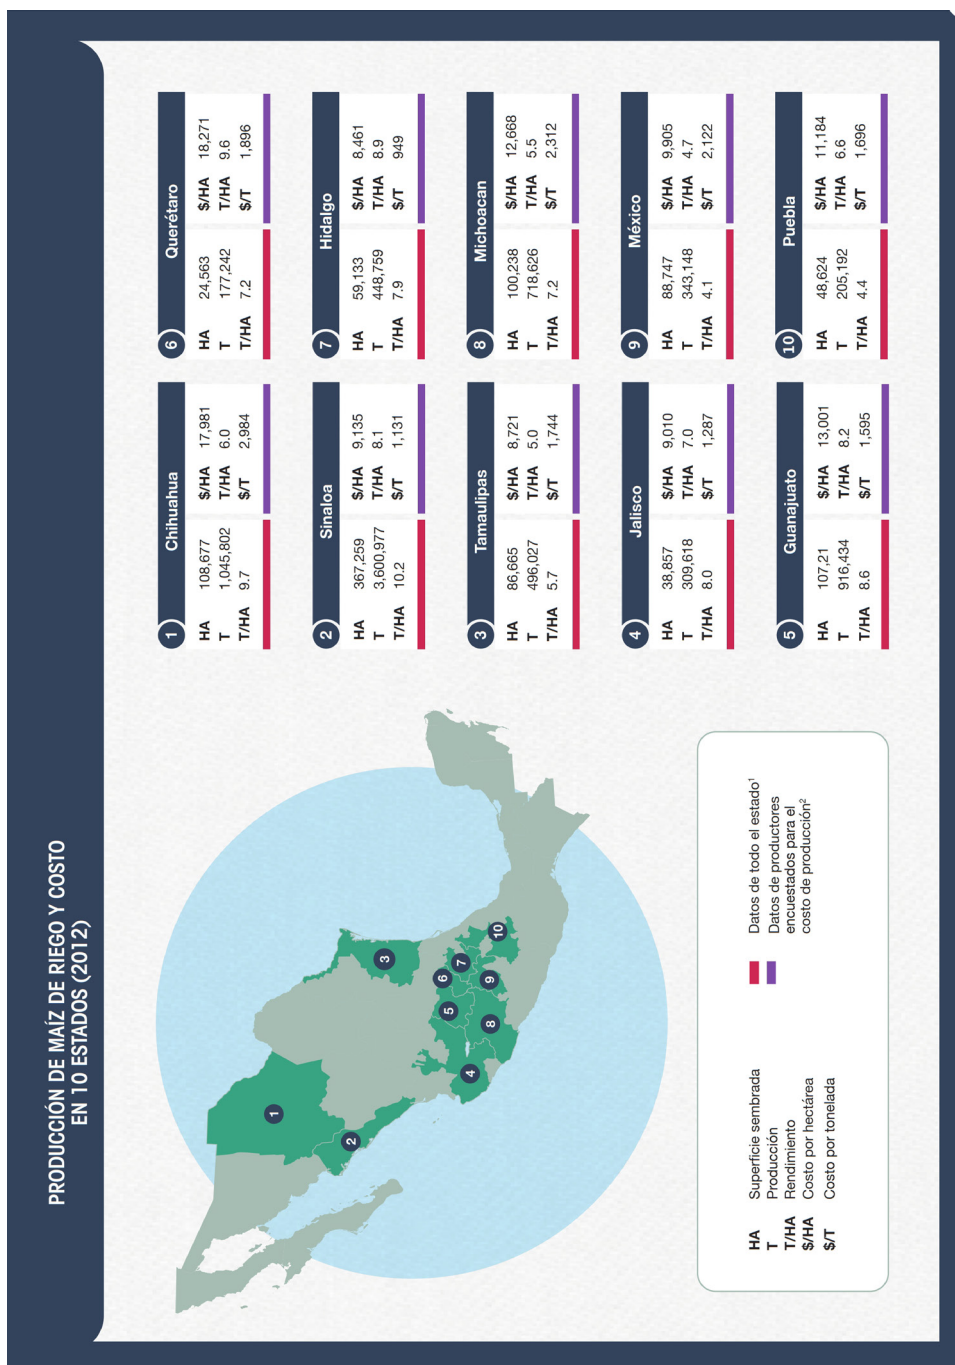 PRODUCCIÓN DE MAÍZ DE RIEGO Y COSTO
EN 10 ESTADOS (2012)
1
2
3
4
5
6
7
8
9
10
HA Superficie sembrada
T Producción
T/HA Rendimiento
$/HA Costo por hectárea
$/T Costo por tonelada
Datos de todo el estado¹
Datos de productores
encuestados para el
costo de producción²
1 Chihuahua
HA 108,677 $/HA 17,981
T 1,045,802 T/HA 6.0
T/HA 9.7 $/T 2,984
2 Sinaloa
HA 367,259 $/HA 9,135
T 3,600,977 T/HA 8.1
T/HA 10.2 $/T 1,131
3 Tamaulipas
HA 86,665 $/HA 8,721
T 496,027 T/HA 5.0
T/HA 5.7 $/T 1,744
4 Jalisco
HA 38,857 $/HA 9,010
T 309,618 T/HA 7.0
T/HA 8.0 $/T 1,287
5 Guanajuato
HA 107,21 $/HA 13,001
T 916,434 T/HA 8.2
T/HA 8.6 $/T 1,595
6 Querétaro
HA 24,563 $/HA 18,271
T 177,242 T/HA 9.6
T/HA 7.2 $/T 1,896
7 Hidalgo
HA 59,133 $/HA 8,461
T 448,759 T/HA 8.9
T/HA 7.9 $/T 949
8 Michoacan
HA 100,238 $/HA 12,668
T 718,626 T/HA 5.5
T/HA 7.2 $/T 2,312
9 México
HA 88,747 $/HA 9,905
T 343,148 T/HA 4.7
T/HA 4.1 $/T 2,122
10 Puebla
HA 48,624 $/HA 11,184
T 205,192 T/HA 6.6
T/HA 4.4 $/T 1,696